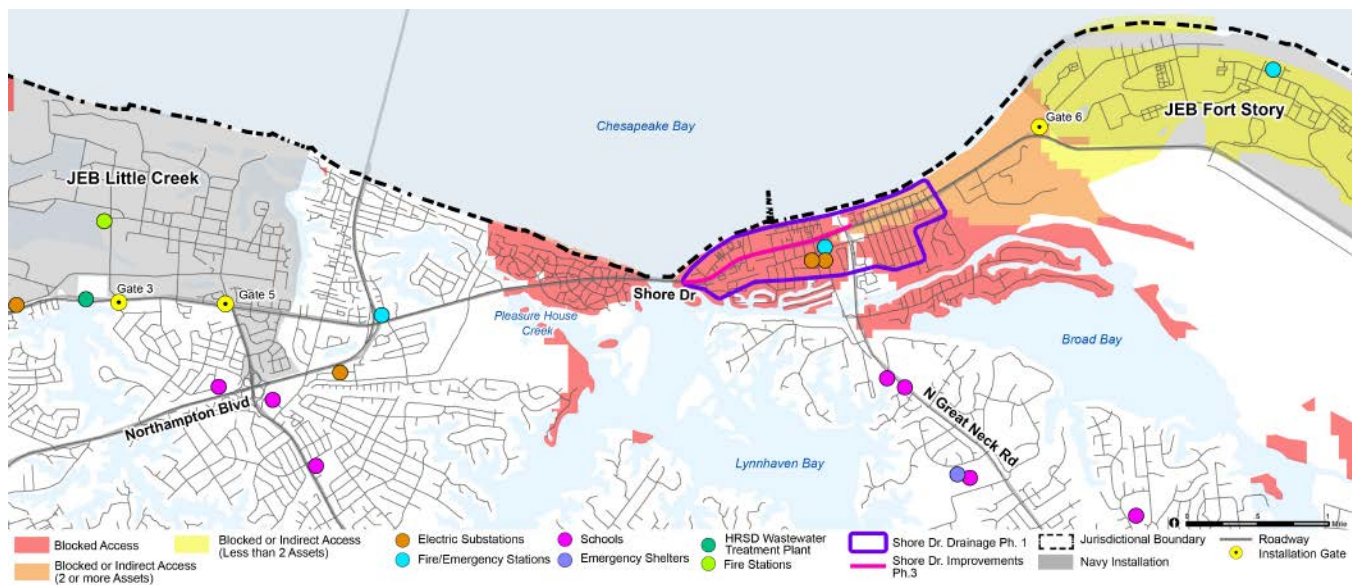 Chesapeake Bay
JEB Fort Story
Gate 6
JEB Little Creek
Gate 3
Gate 5
Shore Dr
Pleasure House
Creek
Broad Bay
Northampton Blvd
N Great Neck Rd
Lynnhaven Bay
0 .5 1
Mile
Blocked Access
Blocked or Indirect Access
(2 or more Assets)
Blocked or Indirect Access
(Less than 2 Assets)
Electric Substations
Fire/Emergency Stations
Schools
Emergency Shelters
HRSD Wastewater
Treatment Plant
Fire Stations
Shore Dr. Drainage Ph. 1
Shore Dr. Improvements
Ph.3
Jurisdictional Boundary
Navy Installation
Roadway
Installation Gate